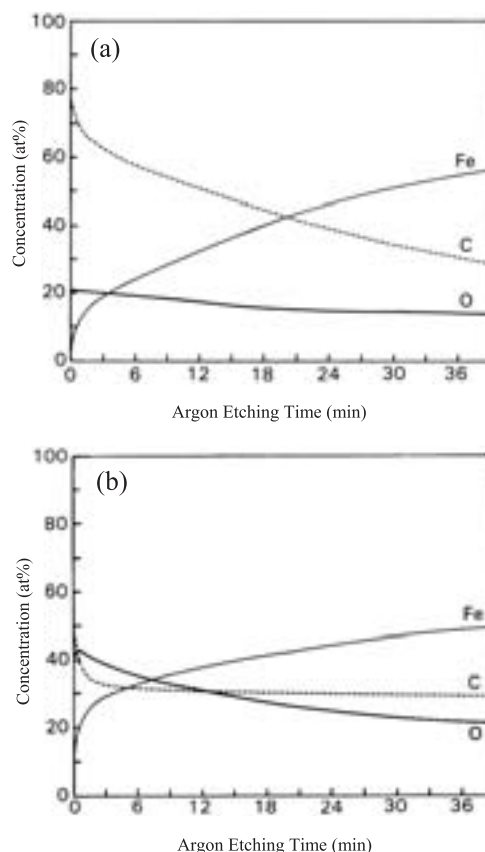 100
(a)
80
Fe
60
Concentration (at%)
40
C
20
O
0
0 6 12 18 24 30 36
Argon Etching Time (min)
100
(b)
80
60
Fe
Concentration (at%)
40
C
20
O
0
0 6 12 18 24 30 36
Argon Etching Time (min)